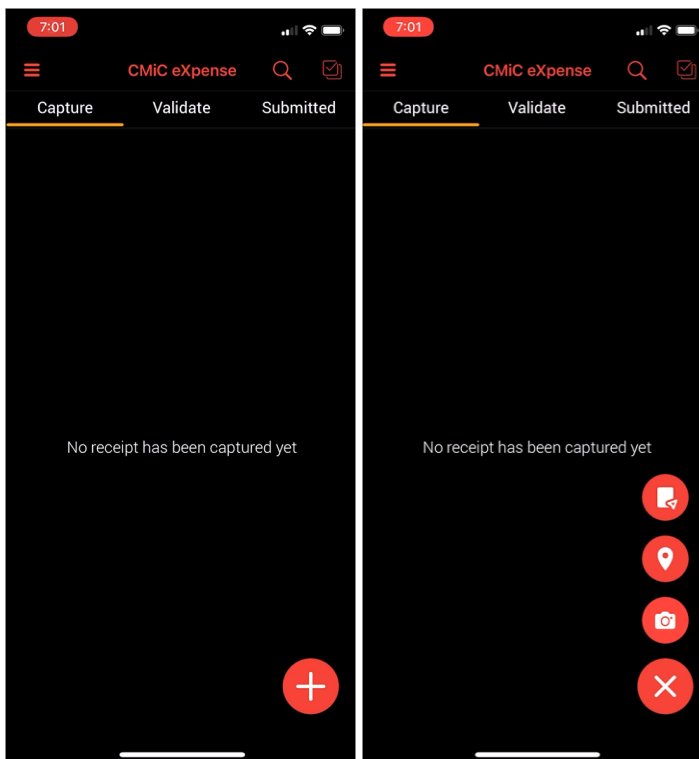 7:01
CMiC eXpense
Capture Validate Submitted
No receipt has been captured yet
7:01
CMiC eXpense
Capture Validate Submitted
No receipt has been captured yet